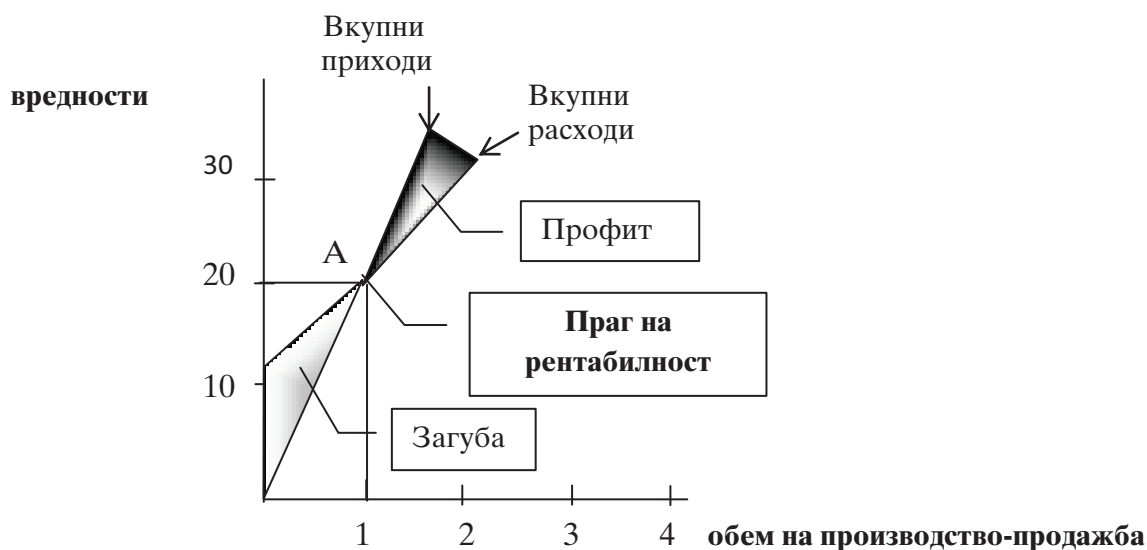 Вкупни
приходи
вредности
Вкупни
расходи
30
Профит
А
20
Праг на
рентабилност
10
Загуба
1 2 3 4 обем на производство-продажба